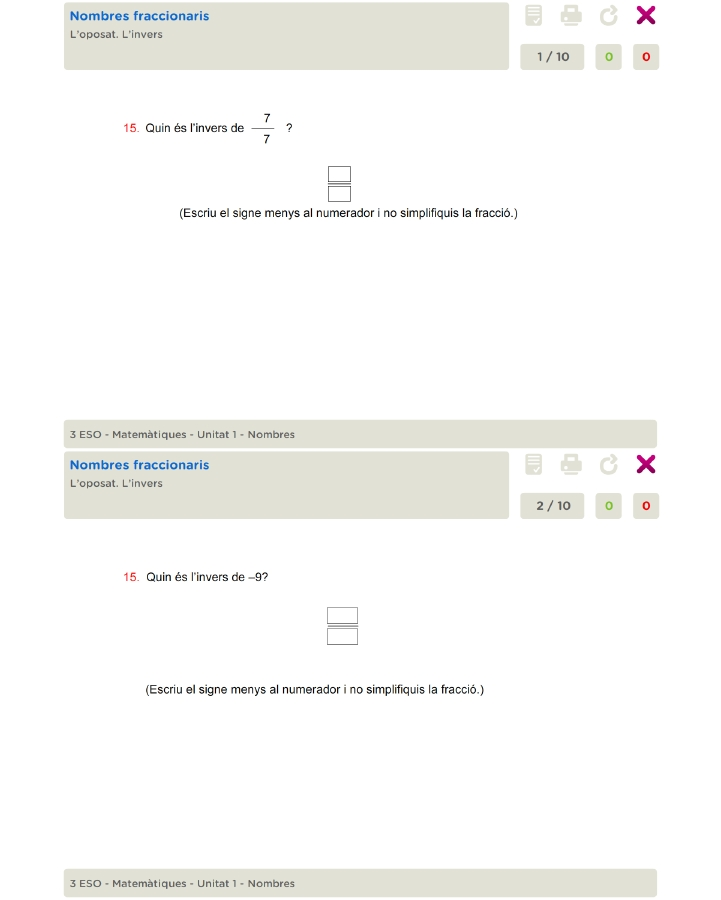 Nombres fraccionaris
L'oposat. L'invers
1 / 10 0 0
15. Quin és l'invers de 7/7 ?
(Escriu el signe menys al numerador i no simplifiquis la fracció.)
3 ESO - Matemàtiques - Unitat 1 - Nombres
Nombres fraccionaris
L'oposat. L'invers
2 / 10 0 0
15. Quin és l'invers de –9?
(Escriu el signe menys al numerador i no simplifiquis la fracció.)
3 ESO - Matemàtiques - Unitat 1 - Nombres